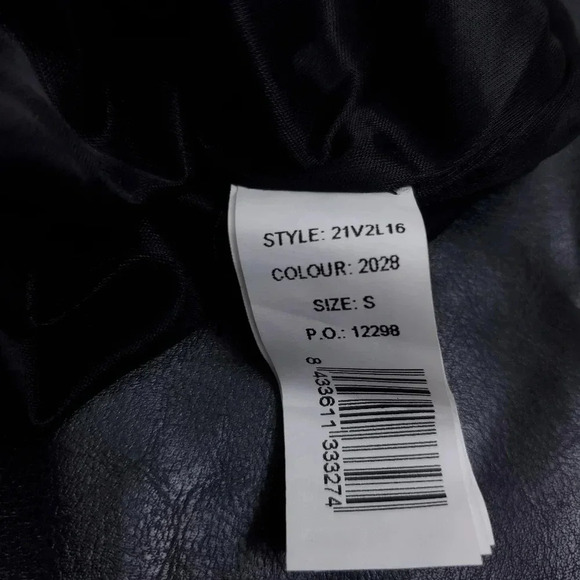 STYLE: 21V2L16
COLOUR: 2028
SIZE: S
P.O.: 12298
8 433611 333274